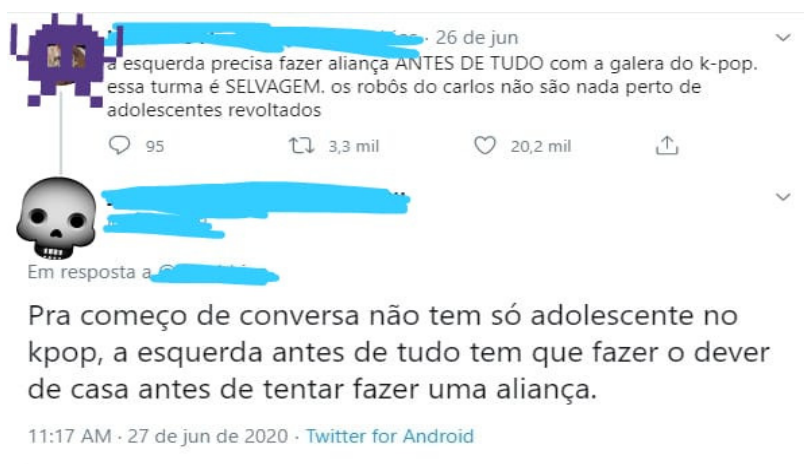 · 26 de jun
a esquerda precisa fazer aliança ANTES DE TUDO com a galera do k-pop.
essa turma é SELVAGEM. os robôs do carlos não são nada perto de
adolescentes revoltados
95 3,3 mil 20,2 mil
Em resposta a
Pra começo de conversa não tem só adolescente no
kpop, a esquerda antes de tudo tem que fazer o dever
de casa antes de tentar fazer uma aliança.
11:17 AM · 27 de jun de 2020 · Twitter for Android